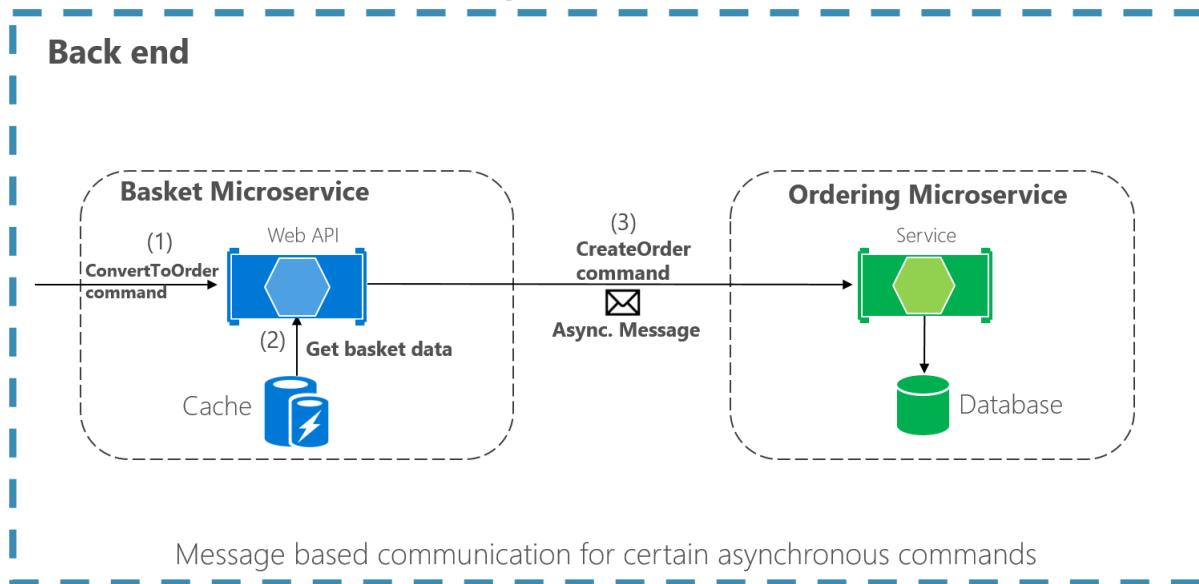 Back end
Basket Microservice
Web API
(1)
ConvertToOrder
command
(2)
Get basket data
Cache
(3)
CreateOrder
command
Async. Message
Ordering Microservice
Service
Database
Message based communication for certain asynchronous commands